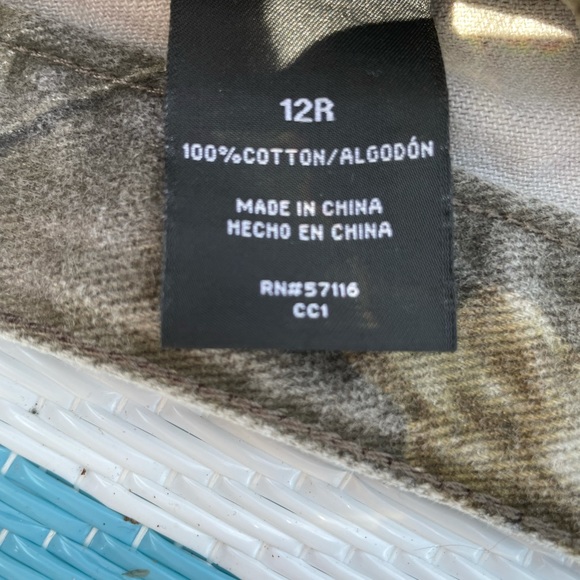 12R
100%COTTON/ALGODÓN
MADE IN CHINA
HECHO EN CHINA
RN#57116
CC1